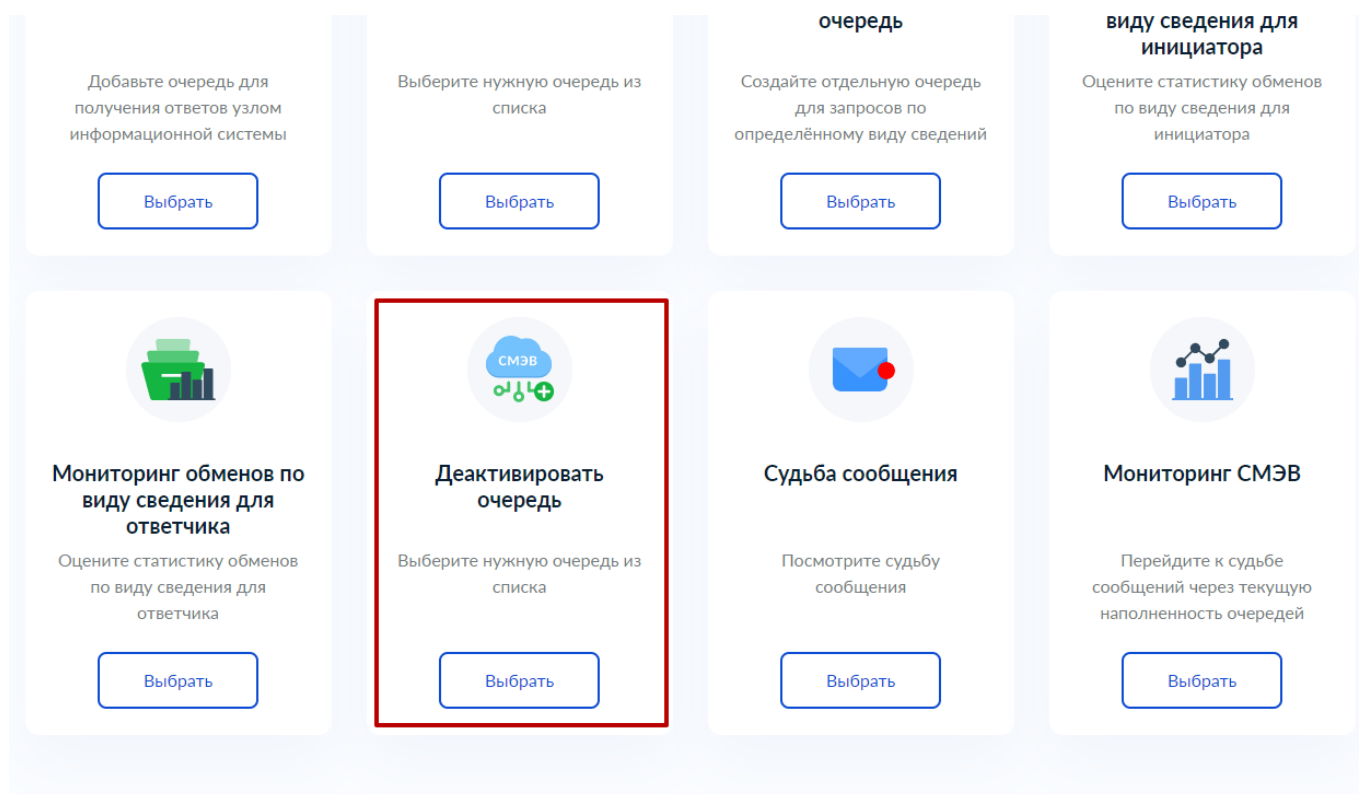 очередь
виду сведения для
инициатора
Добавьте очередь для
получения ответов узлом
информационной системы
Выберите нужную очередь из
списка
Создайте отдельную очередь
для запросов по
определённому виду сведений
Оцените статистику обменов
по виду сведения для
инициатора
Выбрать
Выбрать
Выбрать
Выбрать
СМЭВ
Мониторинг обменов по
виду сведения для
ответчика
Оцените статистику обменов
по виду сведения для
ответчика
Выбрать
Деактивировать
очередь
Выберите нужную очередь из
списка
Выбрать
Судьба сообщения
Посмотрите судьбу
сообщения
Выбрать
Мониторинг СМЭВ
Перейдите к судьбе
сообщений через текущую
наполненность очередей
Выбрать